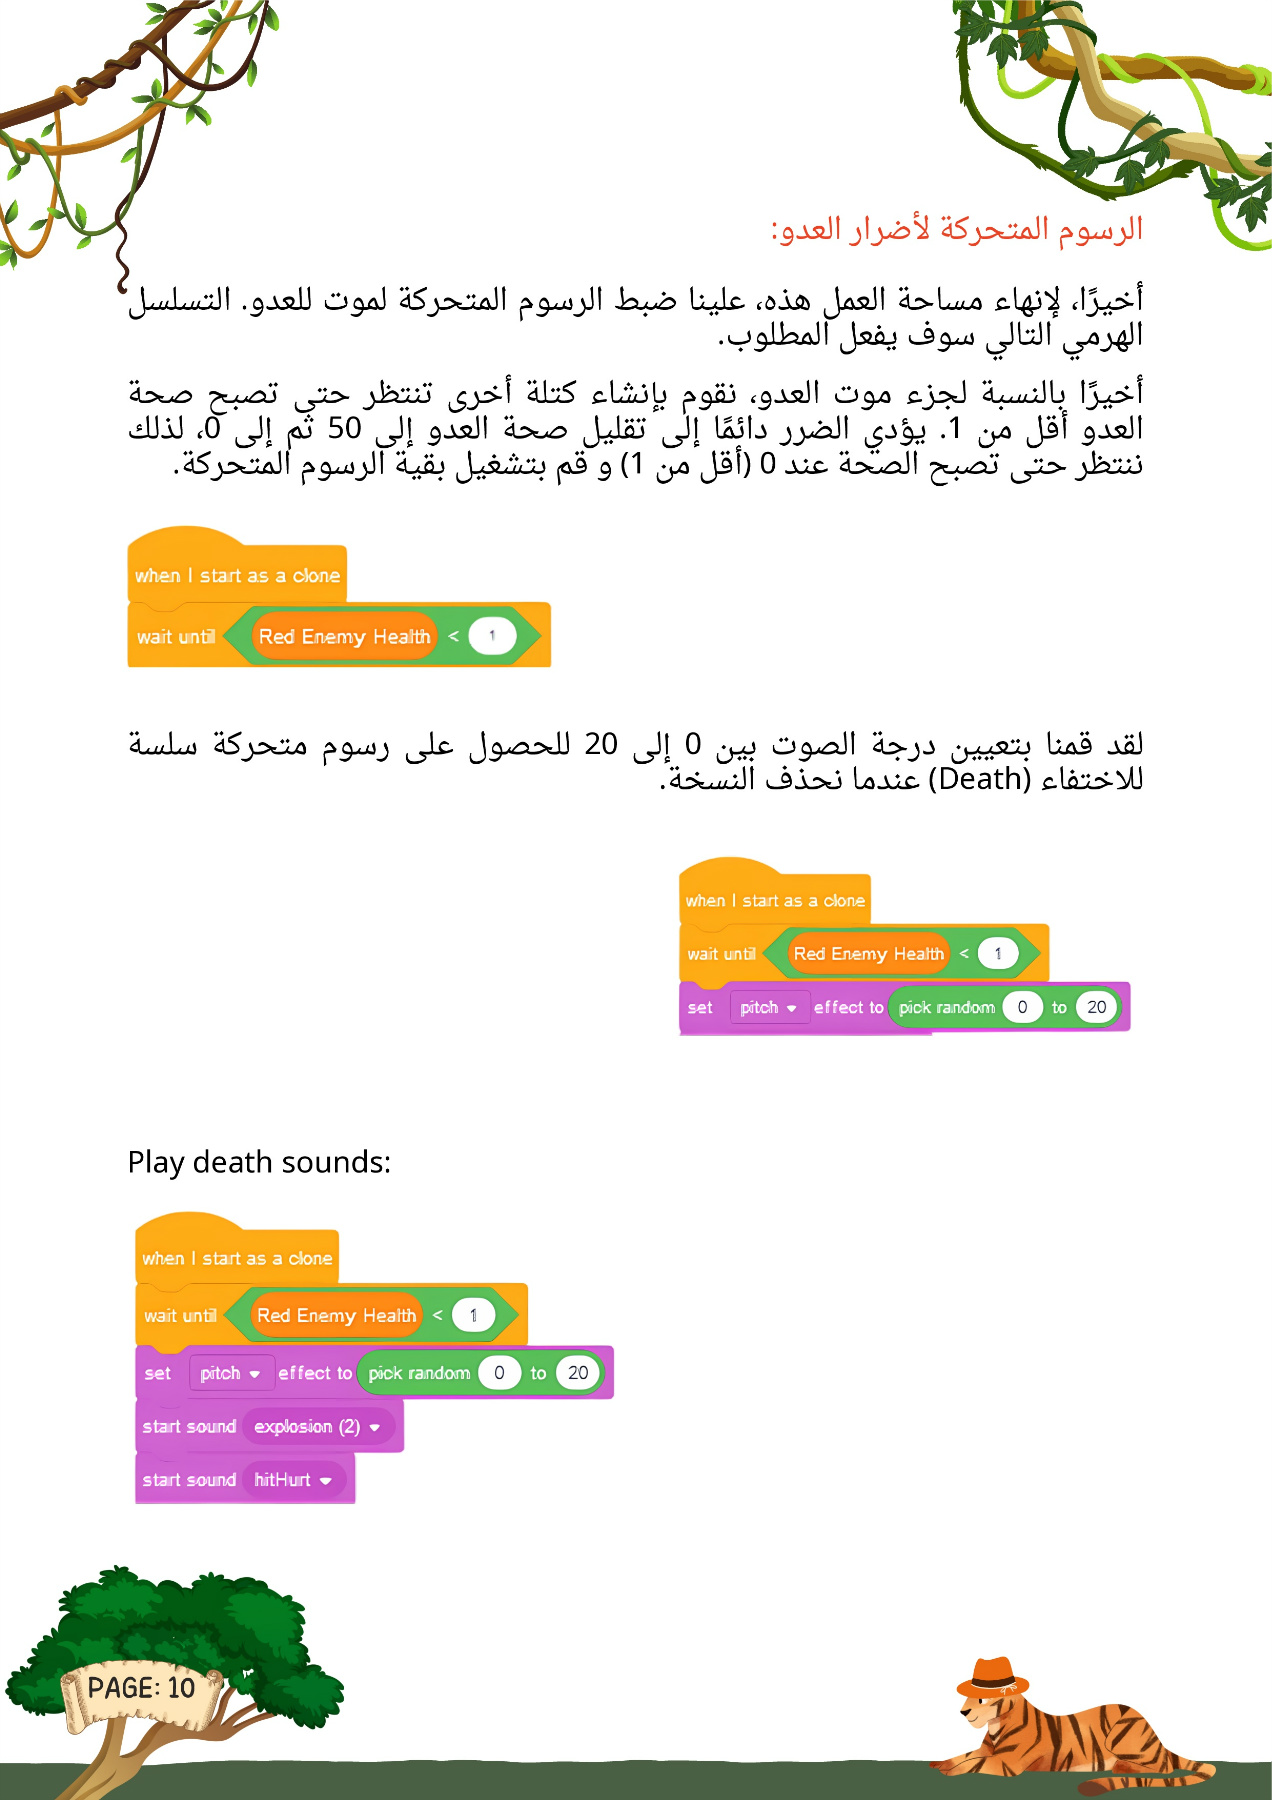 الرسوم المتحركة لأضرار العدو:
أخيرًا، لإنهاء مساحة العمل هذه، علينا ضبط الرسوم المتحركة لموت للعدو. التسلسل
الهرمي التالي سوف يفعل المطلوب.
أخيرًا بالنسبة لجزء موت العدو، نقوم بإنشاء كتلة أخرى تنتظر حتى تصبح صحة
العدو أقل من 1. يؤدي الضرر دائمًا إلى تقليل صحة العدو إلى 50 ثم إلى 0، لذلك
ننتظر حتى تصبح الصحة عند 0 (أقل من 1) و قم بتشغيل بقية الرسوم المتحركة.
when I start as a clone
wait until Red Enemy Health < 1
لقد قمنا بتعيين درجة الصوت بين 0 إلى 20 للحصول على رسوم متحركة سلسة
للاختفاء (Death) عندما نحذف النسخة.
when I start as a clone
wait until Red Enemy Health < 1
set pitch effect to pick random 0 to 20
Play death sounds:
when I start as a clone
wait until Red Enemy Health < 1
set pitch effect to pick random 0 to 20
start sound explosion (2)
start sound hitHurt
PAGE: 10